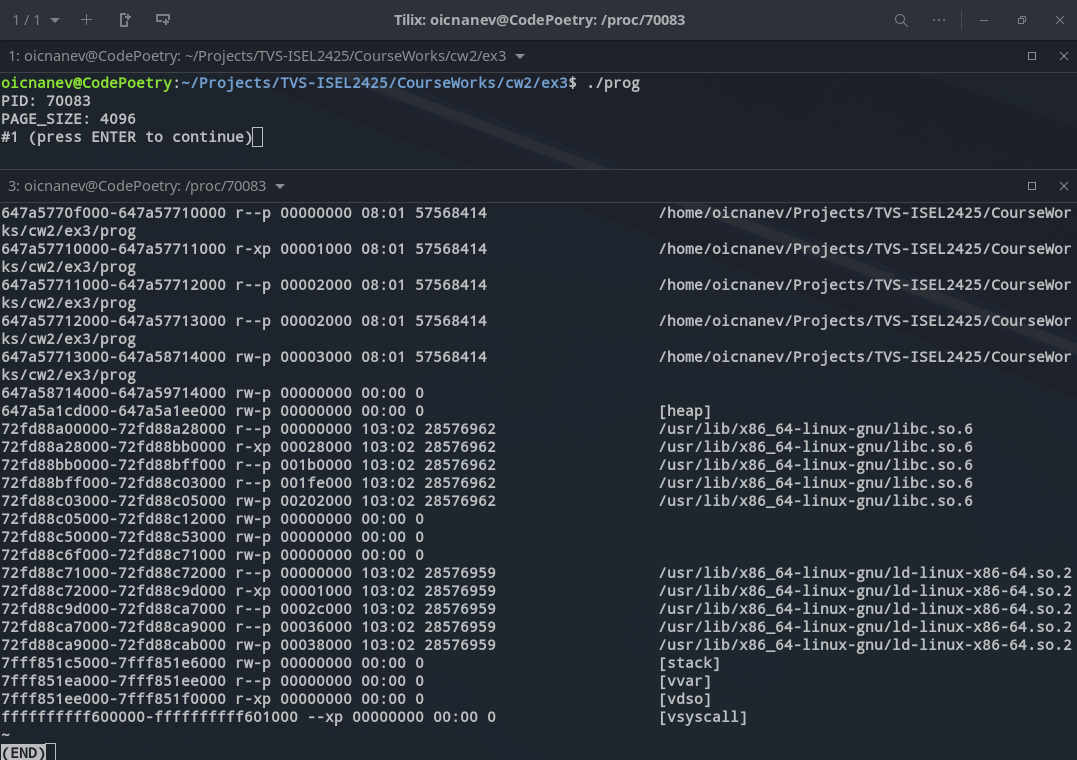 1 / 1
Tilix: oicnanev@CodePoetry: /proc/70083
1: oicnanev@CodePoetry: ~/Projects/TVS-ISEL2425/CourseWorks/cw2/ex3
oicnanev@CodePoetry:~/Projects/TVS-ISEL2425/CourseWorks/cw2/ex3$ ./prog
PID: 70083
PAGE_SIZE: 4096
#1 (press ENTER to continue)
3: oicnanev@CodePoetry: /proc/70083
647a5770f000-647a57710000 r--p 00000000 08:01 57568414                   /home/oicnanev/Projects/TVS-ISEL2425/CourseWor
ks/cw2/ex3/prog
647a57710000-647a57711000 r-xp 00001000 08:01 57568414                   /home/oicnanev/Projects/TVS-ISEL2425/CourseWor
ks/cw2/ex3/prog
647a57711000-647a57712000 r--p 00002000 08:01 57568414                   /home/oicnanev/Projects/TVS-ISEL2425/CourseWor
ks/cw2/ex3/prog
647a57712000-647a57713000 r--p 00002000 08:01 57568414                   /home/oicnanev/Projects/TVS-ISEL2425/CourseWor
ks/cw2/ex3/prog
647a57713000-647a58714000 rw-p 00003000 08:01 57568414                   /home/oicnanev/Projects/TVS-ISEL2425/CourseWor
ks/cw2/ex3/prog
647a58714000-647a59714000 rw-p 00000000 00:00 0
647a5a1cd000-647a5a1ee000 rw-p 00000000 00:00 0                          [heap]
72fd88a00000-72fd88a28000 r--p 00000000 103:02 28576962                  /usr/lib/x86_64-linux-gnu/libc.so.6
72fd88a28000-72fd88bb0000 r-xp 00028000 103:02 28576962                  /usr/lib/x86_64-linux-gnu/libc.so.6
72fd88bb0000-72fd88bff000 r--p 001b0000 103:02 28576962                  /usr/lib/x86_64-linux-gnu/libc.so.6
72fd88bff000-72fd88c03000 r--p 001fe000 103:02 28576962                  /usr/lib/x86_64-linux-gnu/libc.so.6
72fd88c03000-72fd88c05000 rw-p 00202000 103:02 28576962                  /usr/lib/x86_64-linux-gnu/libc.so.6
72fd88c05000-72fd88c12000 rw-p 00000000 00:00 0
72fd88c50000-72fd88c53000 rw-p 00000000 00:00 0
72fd88c6f000-72fd88c71000 rw-p 00000000 00:00 0
72fd88c71000-72fd88c72000 r--p 00000000 103:02 28576959                  /usr/lib/x86_64-linux-gnu/ld-linux-x86-64.so.2
72fd88c72000-72fd88c9d000 r-xp 00001000 103:02 28576959                  /usr/lib/x86_64-linux-gnu/ld-linux-x86-64.so.2
72fd88c9d000-72fd88ca7000 r--p 0002c000 103:02 28576959                  /usr/lib/x86_64-linux-gnu/ld-linux-x86-64.so.2
72fd88ca7000-72fd88ca9000 r--p 00036000 103:02 28576959                  /usr/lib/x86_64-linux-gnu/ld-linux-x86-64.so.2
72fd88ca9000-72fd88cab000 rw-p 00038000 103:02 28576959                  /usr/lib/x86_64-linux-gnu/ld-linux-x86-64.so.2
7fff851c5000-7fff851e6000 rw-p 00000000 00:00 0                          [stack]
7fff851ea000-7fff851ee000 r--p 00000000 00:00 0                          [vvar]
7fff851ee000-7fff851f0000 r-xp 00000000 00:00 0                          [vdso]
ffffffffff600000-ffffffffff601000 --xp 00000000 00:00 0                  [vsyscall]
~
(END)